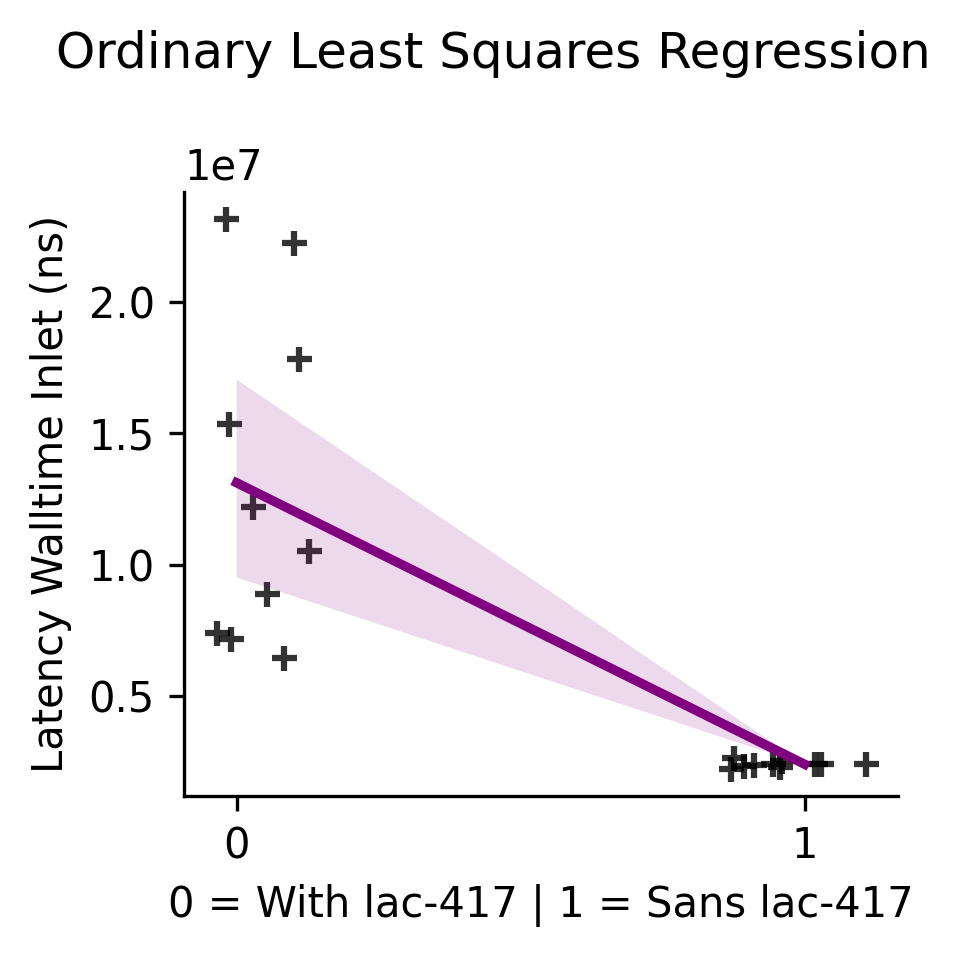 Ordinary Least Squares Regression
1e7
Latency Walltime Inlet (ns)
2.0
1.5
1.0
0.5
0
1
0 = With lac-417 | 1 = Sans lac-417